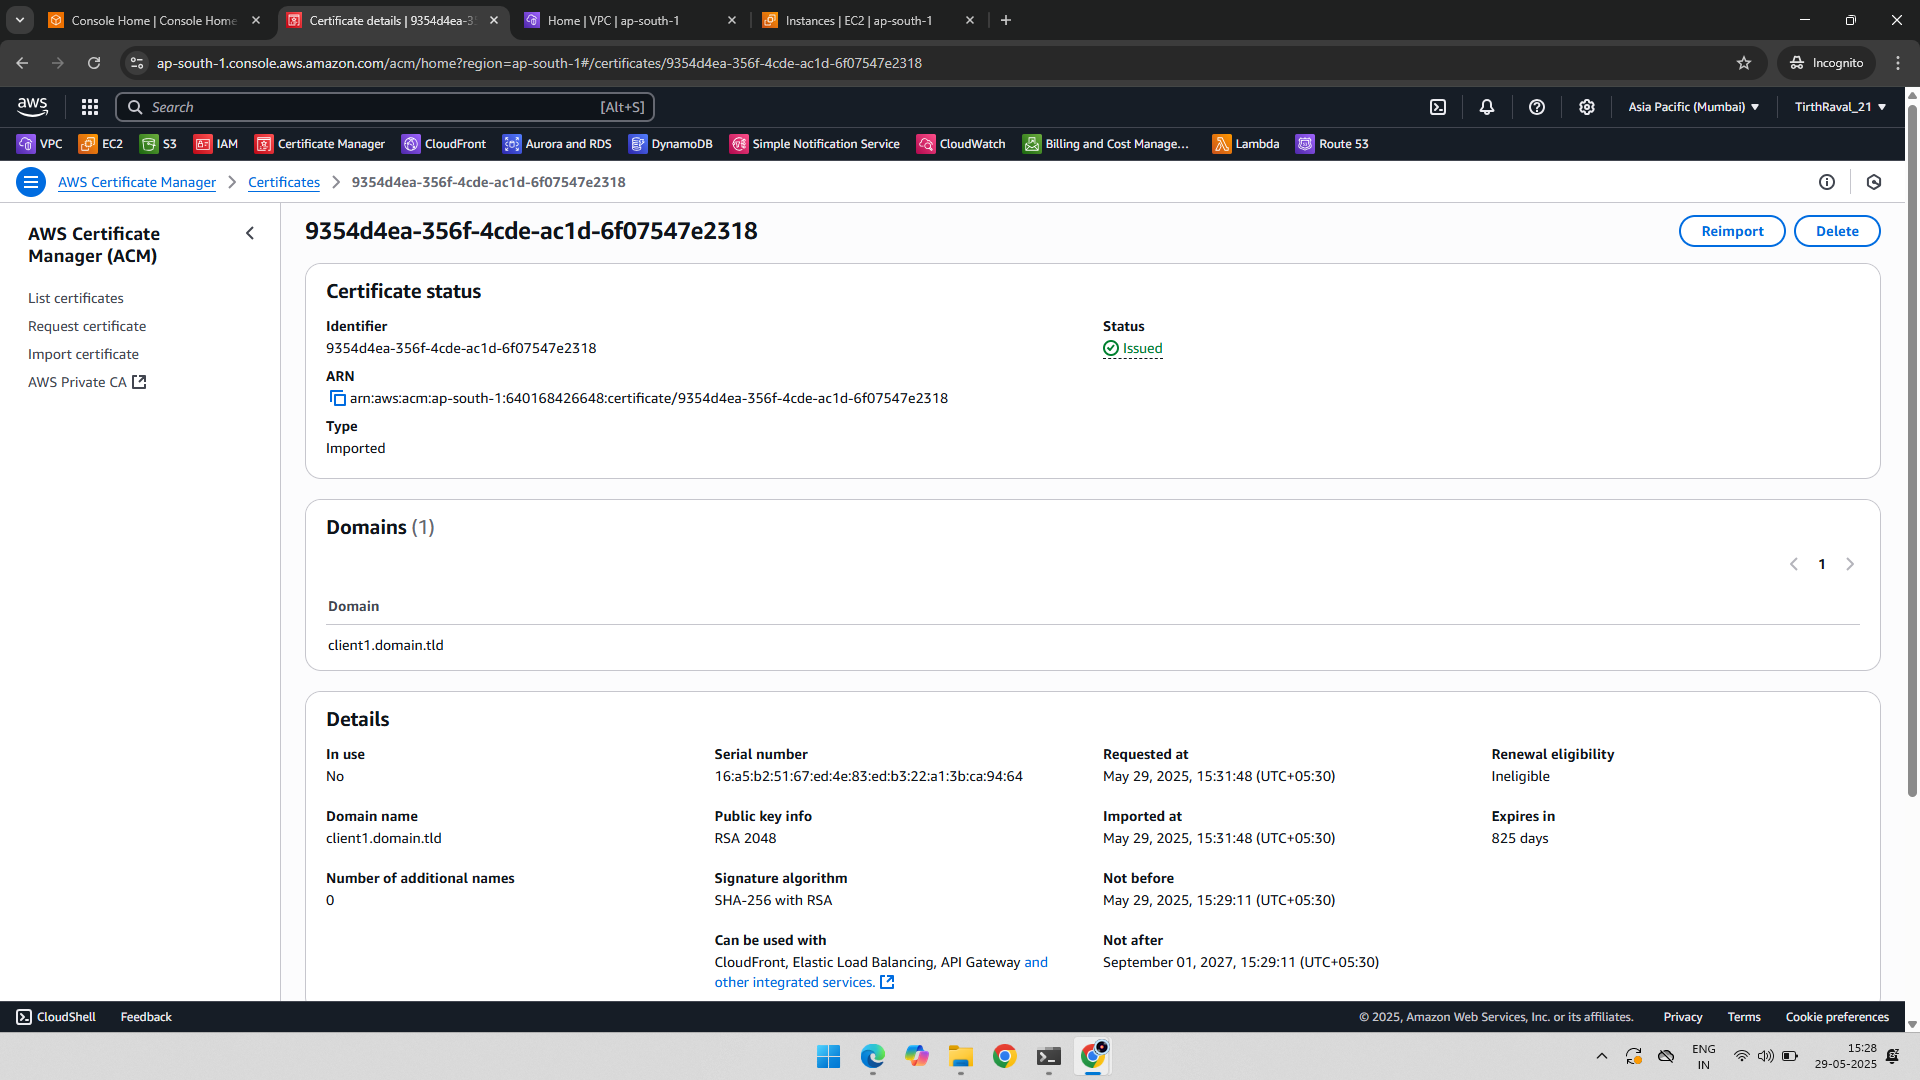 Console Home | Console Home
Certificate details | 9354d4ea-35
Home | VPC | ap-south-1
Instances | EC2 | ap-south-1
ap-south-1.console.aws.amazon.com/acm/home?region=ap-south-1#/certificates/9354d4ea-356f-4cde-ac1d-6f07547e2318
Incognito
aws
Search
[Alt+S]
Asia Pacific (Mumbai)
TirthRaval_21
VPC
EC2
S3
IAM
Certificate Manager
CloudFront
Aurora and RDS
DynamoDB
Simple Notification Service
CloudWatch
Billing and Cost Manage...
Lambda
Route 53
AWS Certificate Manager
Certificates
9354d4ea-356f-4cde-ac1d-6f07547e2318
AWS Certificate
Manager (ACM)
List certificates
Request certificate
Import certificate
AWS Private CA
9354d4ea-356f-4cde-ac1d-6f07547e2318
Reimport
Delete
Certificate status
Identifier
9354d4ea-356f-4cde-ac1d-6f07547e2318
Status
Issued
ARN
arn:aws:acm:ap-south-1:640168426648:certificate/9354d4ea-356f-4cde-ac1d-6f07547e2318
Type
Imported
Domains (1)
1
Domain
client1.domain.tld
Details
In use
No
Domain name
client1.domain.tld
Number of additional names
0
Serial number
16:a5:b2:51:67:ed:4e:83:ed:b3:22:a1:3b:ca:94:64
Public key info
RSA 2048
Signature algorithm
SHA-256 with RSA
Can be used with
CloudFront, Elastic Load Balancing, API Gateway and
other integrated services.
Requested at
May 29, 2025, 15:31:48 (UTC+05:30)
Imported at
May 29, 2025, 15:31:48 (UTC+05:30)
Not before
May 29, 2025, 15:29:11 (UTC+05:30)
Not after
September 01, 2027, 15:29:11 (UTC+05:30)
Renewal eligibility
Ineligible
Expires in
825 days
CloudShell
Feedback
© 2025, Amazon Web Services, Inc. or its affiliates.
Privacy
Terms
Cookie preferences
ENG
IN
15:28
29-05-2025